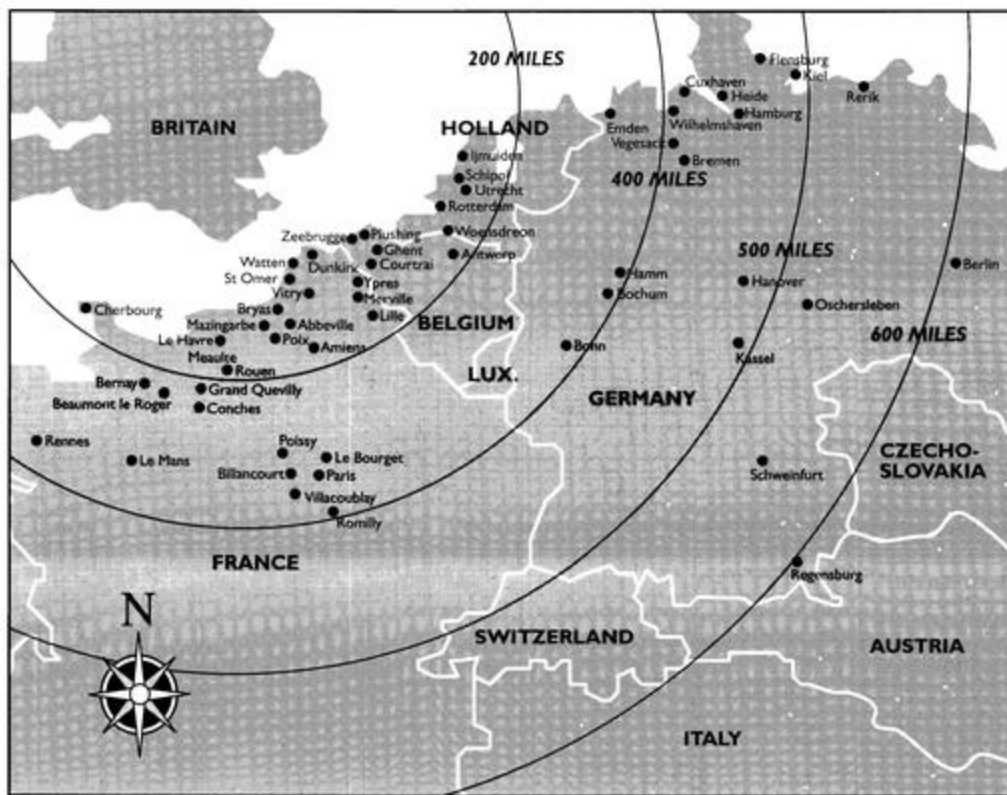 Flensburg
200 MILES
Kiel
Cuxhaven
Heide
Rerik
BRITAIN
HOLLAND
Emden
Wilhelmshaven
Hamburg
Vegesack
Ijmuiden
Bremen
Schipol
400 MILES
Utrecht
Rotterdam
Zeebrugge
Flushing
Woensdreon
Ghent
500 MILES
Antworp
Watten
Dunkirk
Courtrai
Berlin
St Omer
Ypres
Hamm
Hanover
Vitry
Merville
Bochum
Oschersleben
Cherbourg
Bryas
Lille
Mazingarbe
Abbeville
BELGIUM
600 MILES
Le Havre
Poix
Amiens
Bonn
Kassel
Meaulte
Rouen
LUX.
Bernay
Grand Quevilly
GERMANY
Beaumont le Roger
Conches
Rennes
Poissy
CZECHO-
SLOVAKIA
Le Mans
Le Bourget
Billancourt
Paris
Schweinfurt
Villacoublay
Romilly
FRANCE
Regensburg
N
SWITZERLAND
AUSTRIA
ITALY